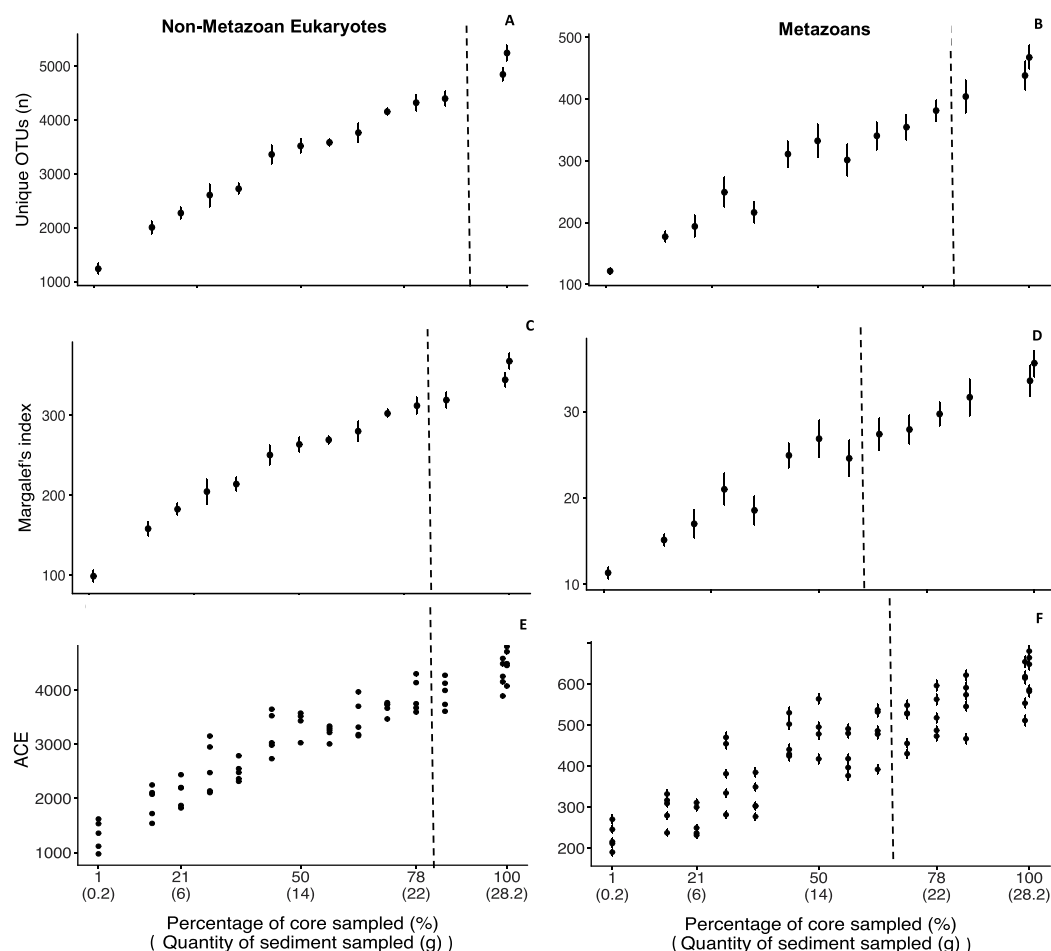 Non-Metazoan Eukaryotes
A
Unique OTUs (n)
5000
4000
3000
2000
1000
Metazoans
B
500
400
300
200
100
C
Margalef's index
300
200
100
D
30
20
10
E
ACE
4000
3000
2000
1000
1 21 50 78 100
(0.2) (6) (14) (22) (28.2)
Percentage of core sampled (%)
( Quantity of sediment sampled (g) )
F
600
500
400
300
200
1 21 50 78 100
(0.2) (6) (14) (22) (28.2)
Percentage of core sampled (%)
( Quantity of sediment sampled (g) )